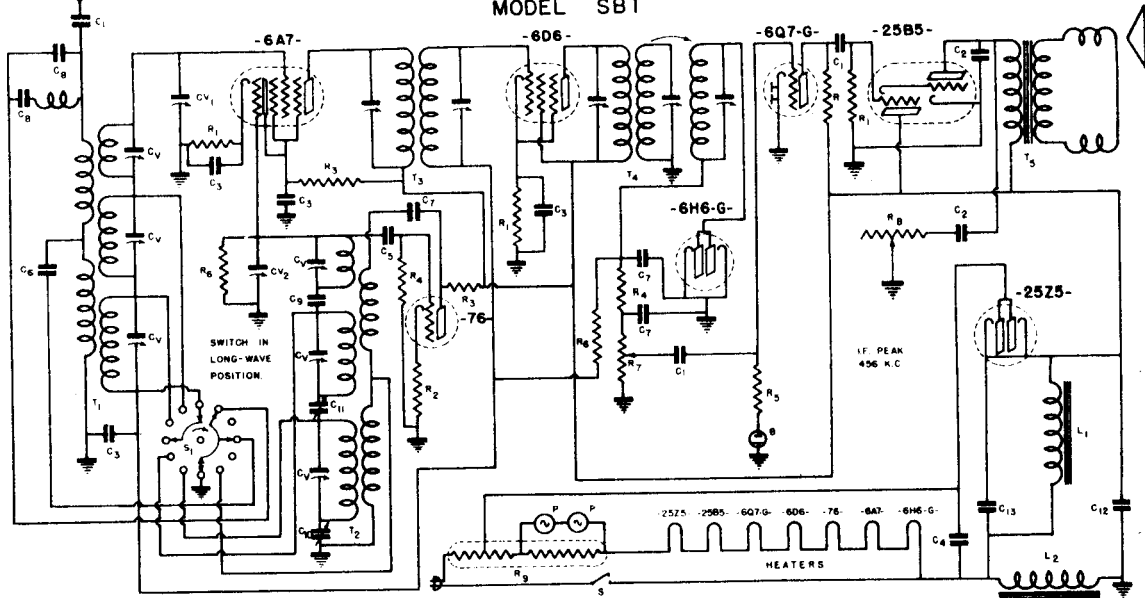 MODEL SB1
C1
-6A7-
-6D6-
-6Q7-G-
-25B5-
C8
C8
CV1
R1
C3
CV
R3
C3
T3
T4
C1
R
R1
C2
T5
C7
R1
C3
-6H6-G-
RB
C2
CV
C6
R6
CV2
CV
C5
R4
R3
-76-
C7
R4
C7
-25Z5-
C9
R6
R7
C1
I.F. PEAK
456 K.C
CV
SWITCH IN
LONG-WAVE
POSITION.
CV
R2
R5
L1
T1
C11
B
S1
C3
CV
P P
-25Z5- -25B5- -6Q7-G- -6D6- -76- -6A7- -6H6-G-
C13
C12
T2
C4
R9
HEATERS
L2
S